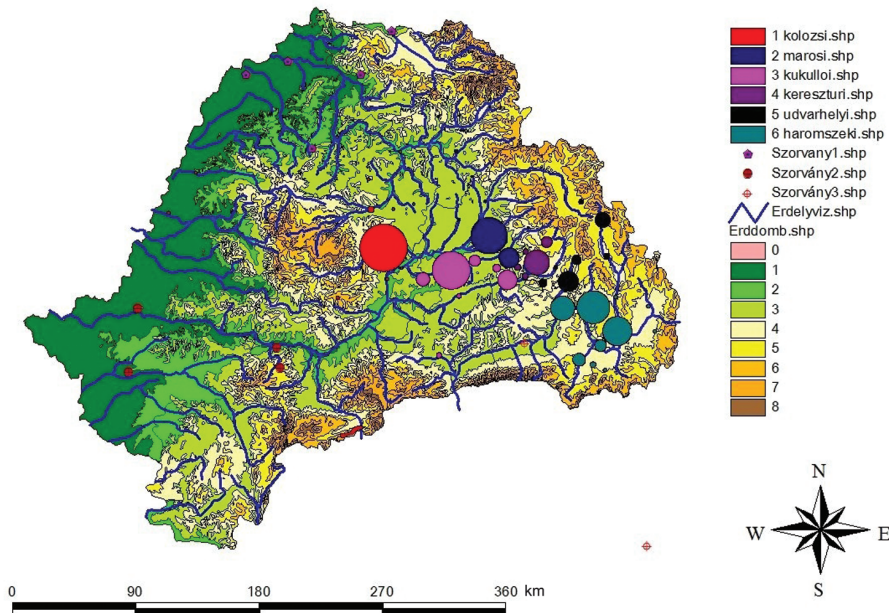 1 kolozsi.shp
2 marosi.shp
3 kukulloi.shp
4 kereszturi.shp
5 udvarhelyi.shp
6 haromszeki.shp
Szorvany1.shp
Szorvány2.shp
Szorvány3.shp
Erdelyviz.shp
Erddomb.shp
0
1
2
3
4
5
6
7
8
N
W E
S
0 90 180 270 360 km